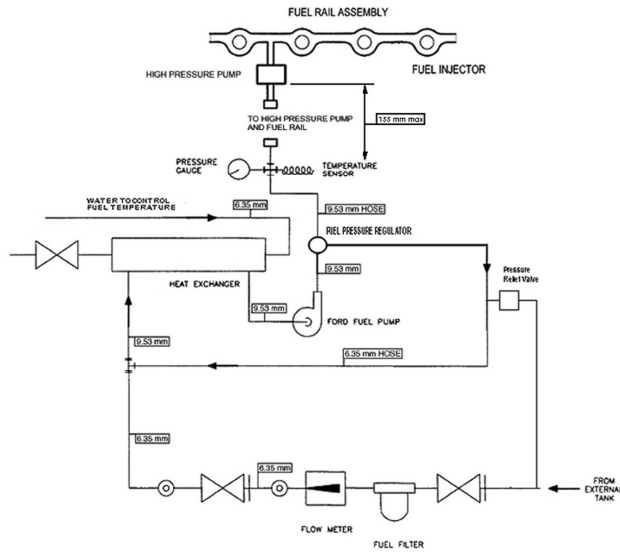 FUEL RAIL ASSEMBLY
FUEL INJECTOR
HIGH PRESSURE PUMP
TO HIGH PRESSURE PUMP
AND FUEL RAIL
155 mm max
PRESSURE
GAUGE
TEMPERATURE
SENSOR
WATER TO CONTROL
FUEL TEMPERATURE
6.35 mm
9.53 mm HOSE
FUEL PRESSURE REGULATOR
9.53 mm
HEAT EXCHANGER
Pressure
Relief Valve
9.53 mm
FORD FUEL PUMP
9.53 mm
6.35 mm HOSE
6.35 mm
6.35 mm
FLOW METER
FUEL FILTER
FROM
EXTERNAL
TANK